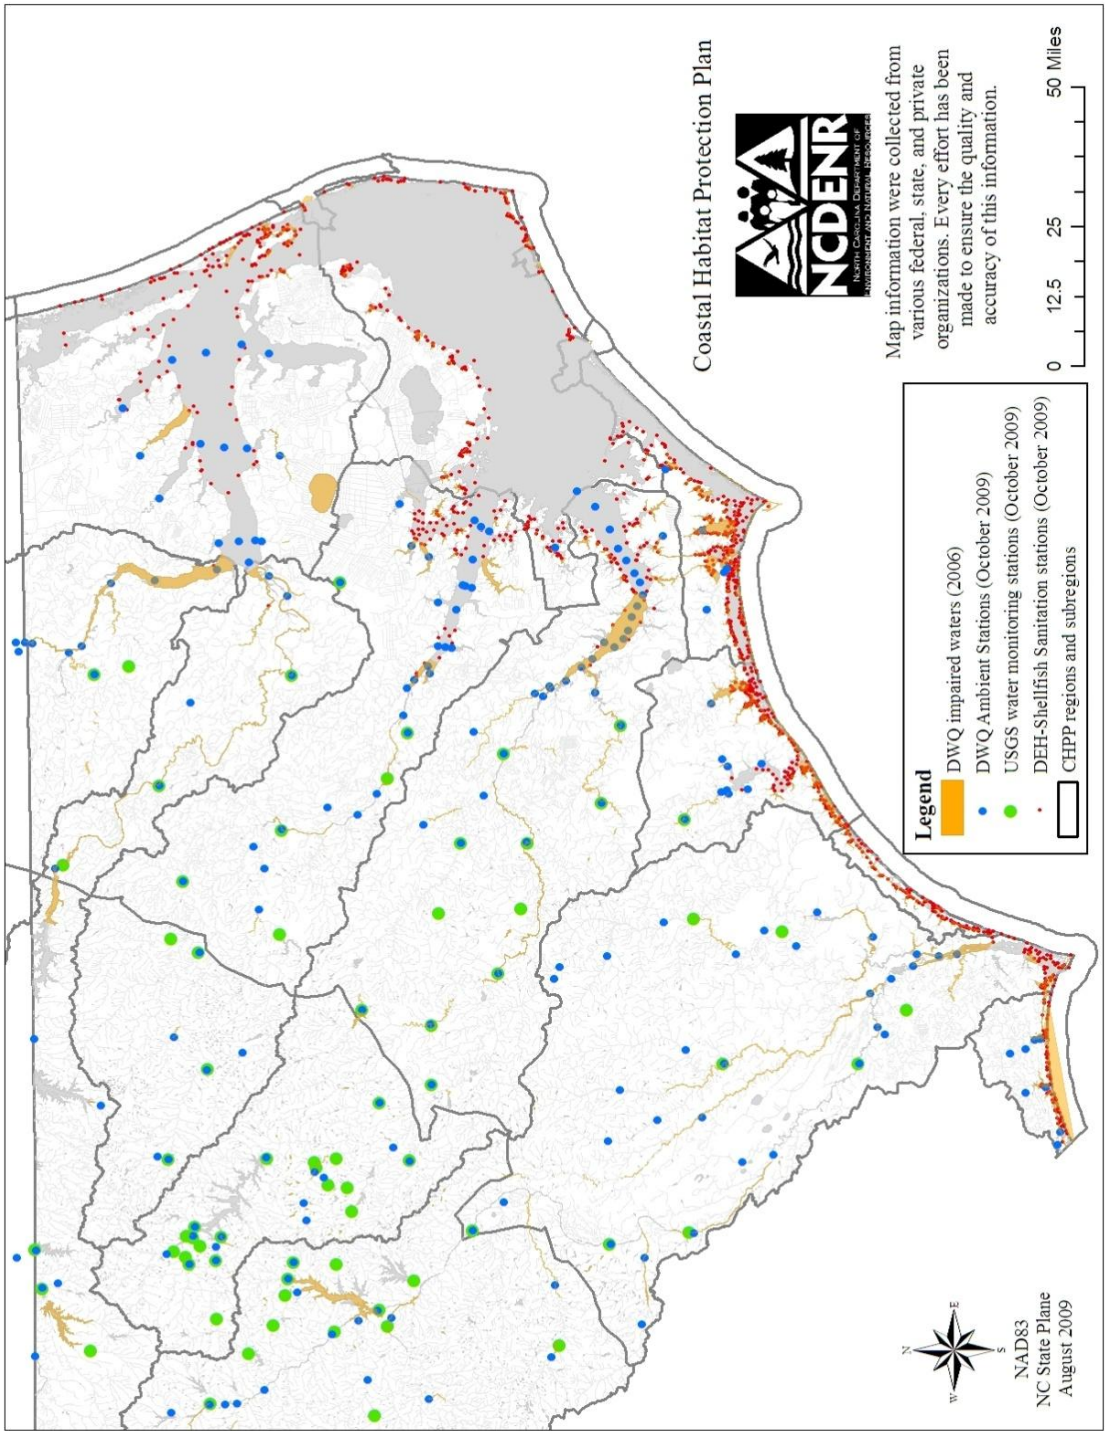 Coastal Habitat Protection Plan
NCDENR
NORTH CAROLINA DEPARTMENT OF
ENVIRONMENT AND NATURAL RESOURCES
Map information were collected from
various federal, state, and private
organizations. Every effort has been
made to ensure the quality and
accuracy of this information.
0 12.5 25 50 Miles
Legend
DWQ impaired waters (2006)
DWQ Ambient Stations (October 2009)
USGS water monitoring stations (October 2009)
DEH-Shellfish Sanitation stations (October 2009)
CHPP regions and subregions
N
W E
S
NAD83
NC State Plane
August 2009